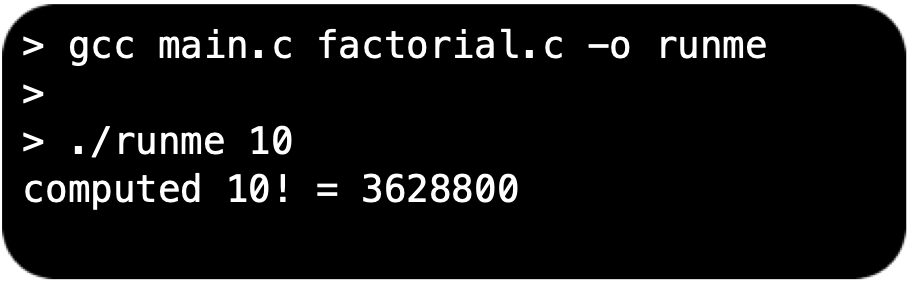 > gcc main.c factorial.c -o runme
>
> ./runme 10
computed 10! = 3628800